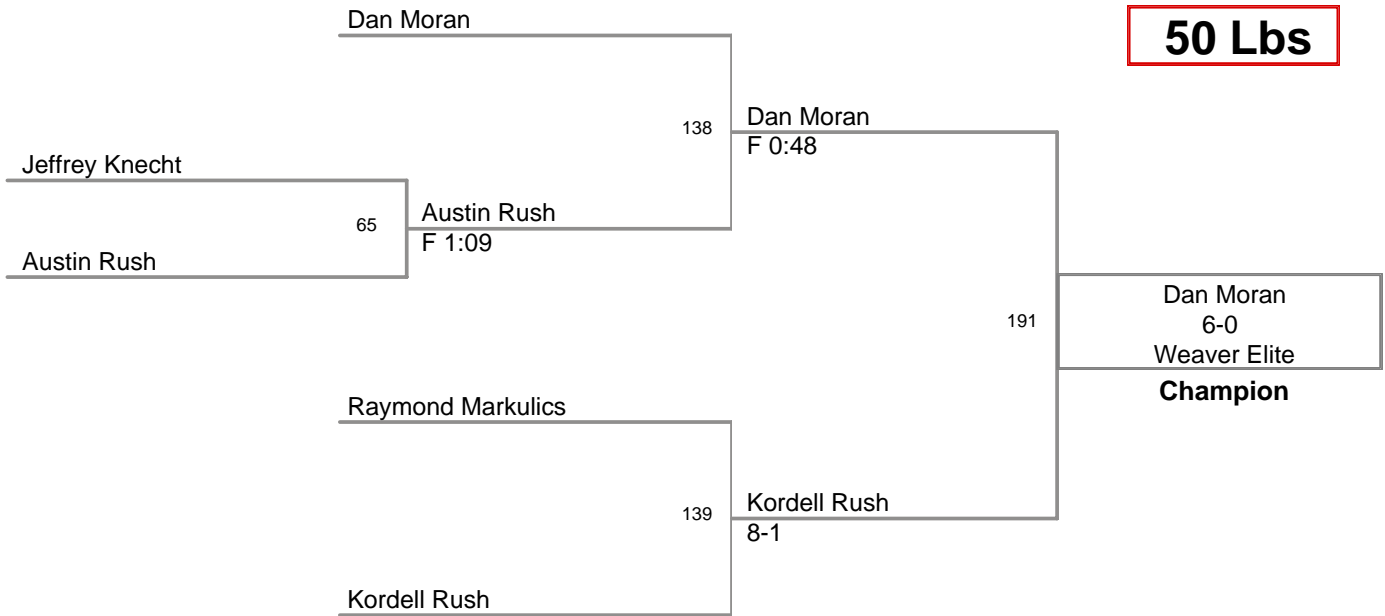 Dan Moran
50 Lbs
138
Dan Moran
F 0:48
Jeffrey Knecht
65
Austin Rush
F 1:09
Austin Rush
191
Dan Moran
6-0
Weaver Elite
Champion
Raymond Markulics
139
Kordell Rush
8-1
Kordell Rush